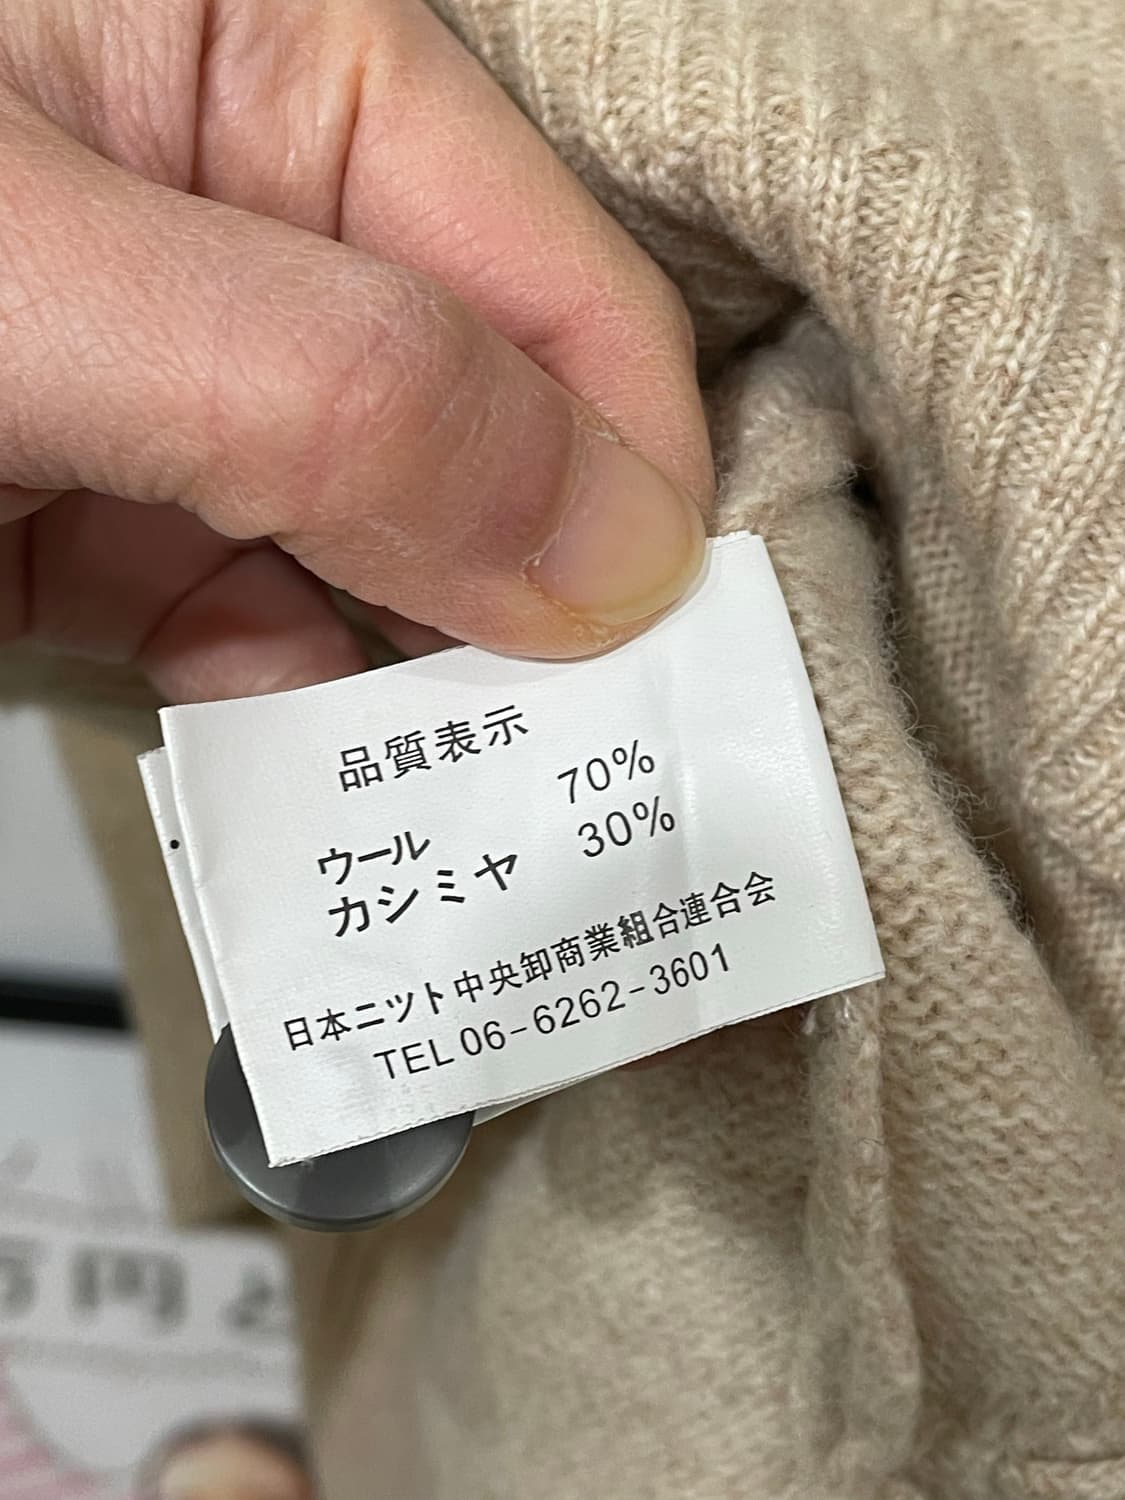 品質表示
ウール 70%
カシミヤ 30%
日本ニット中央卸商業組合連合会
TEL 06-6262-3601